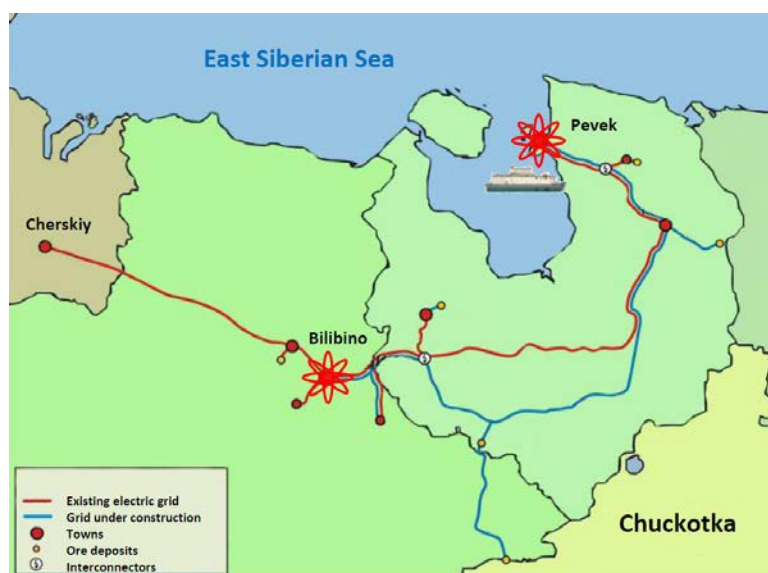 East Siberian Sea
Pevek
Cherskiy
Bilibino
Existing electric grid
Grid under construction
Towns
Ore deposits
Interconnectors
Chuckotka